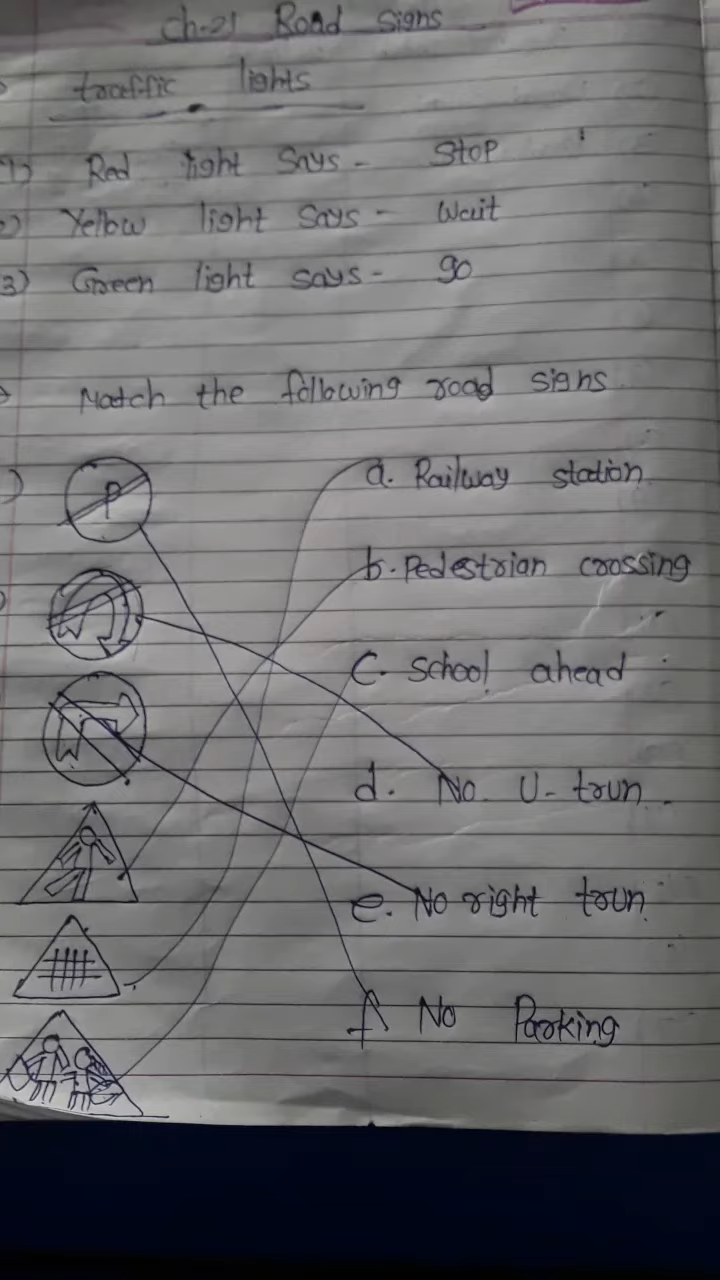 ch-21 Road signs
traffic lights
1) Red light says - Stop
2) Yellow light says - Wait
3) Green light says - go
Match the following road signs
a. Railway station
P
b. Pedestrian crossing
c. School ahead
d. No U-trun
e. No right trun
f No Parking